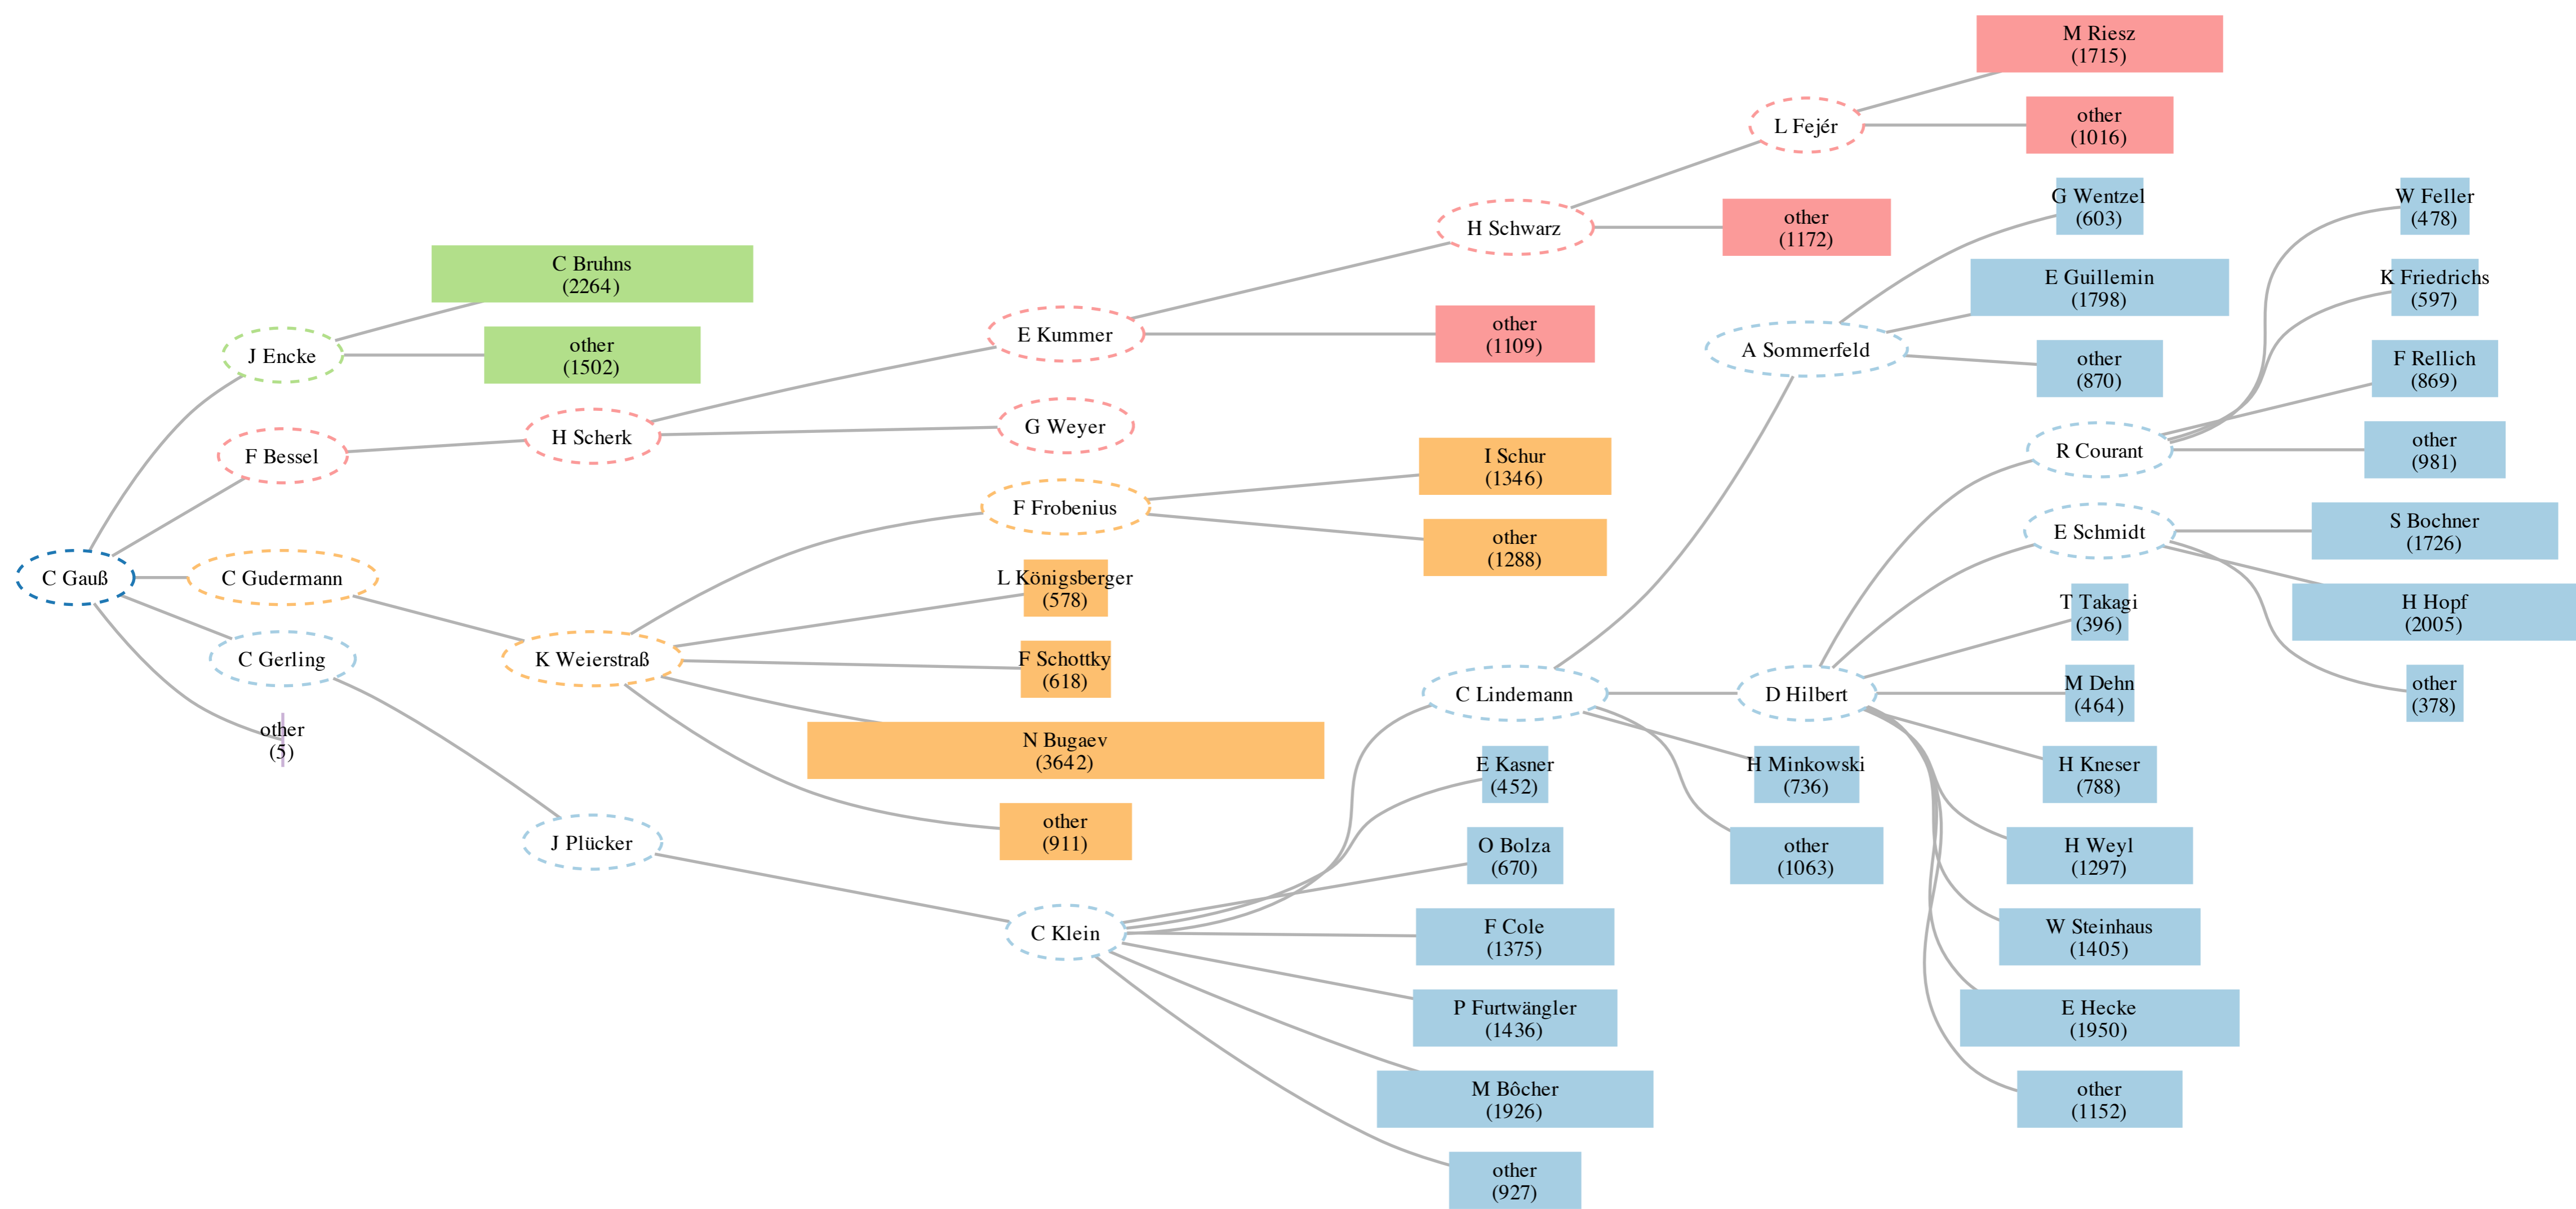 C Gauß
J Encke
F Bessel
C Gudermann
C Gerling
other
(5)
C Bruhns
(2264)
other
(1502)
H Scherk
K Weierstraß
J Plücker
E Kummer
G Weyer
F Frobenius
L Königsberger
(578)
F Schottky
(618)
N Bugaev
(3642)
other
(911)
C Klein
H Schwarz
other
(1109)
I Schur
(1346)
other
(1288)
C Lindemann
E Kasner
(452)
O Bolza
(670)
F Cole
(1375)
P Furtwängler
(1436)
M Bôcher
(1926)
other
(927)
L Fejér
other
(1172)
A Sommerfeld
D Hilbert
H Minkowski
(736)
other
(1063)
M Riesz
(1715)
other
(1016)
G Wentzel
(603)
E Guillemin
(1798)
other
(870)
R Courant
E Schmidt
T Takagi
(396)
M Dehn
(464)
H Kneser
(788)
H Weyl
(1297)
W Steinhaus
(1405)
E Hecke
(1950)
other
(1152)
W Feller
(478)
K Friedrichs
(597)
F Rellich
(869)
other
(981)
S Bochner
(1726)
H Hopf
(2005)
other
(378)